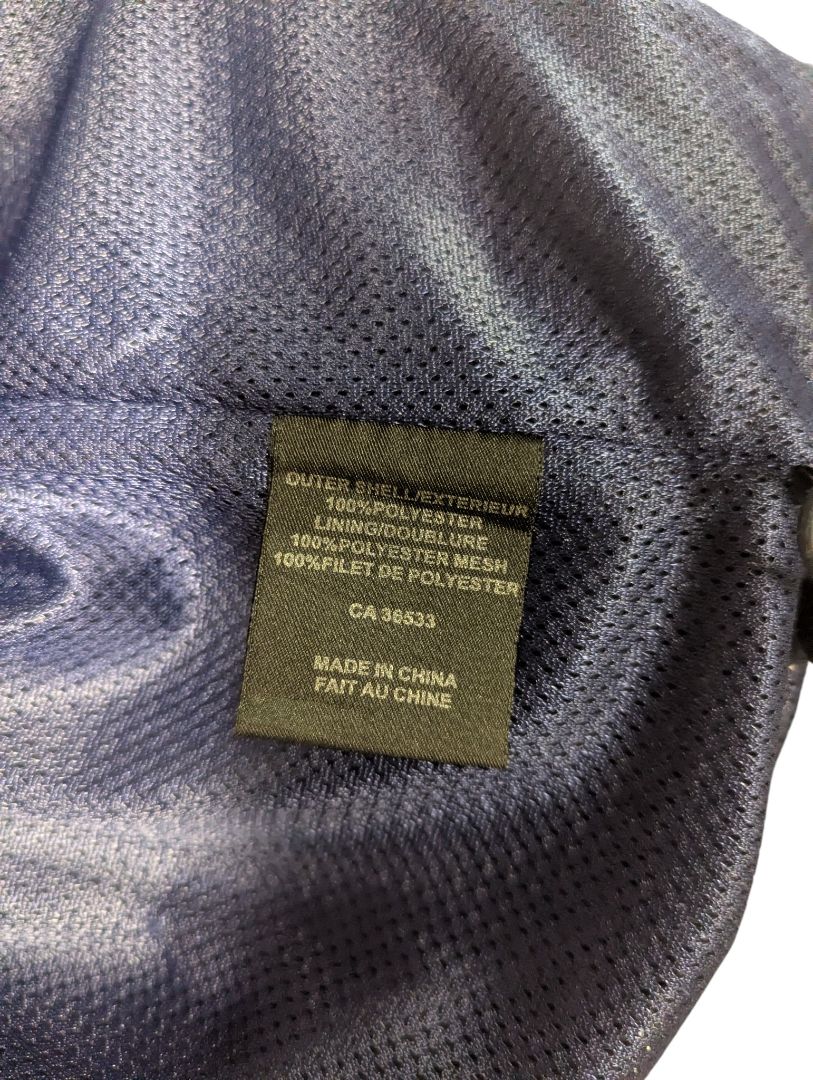 OUTER SHELL/EXTERIEUR
100%POLYESTER
LINING/DOUBLURE
100%POLYESTER MESH
100%FILET DE POLYESTER
CA 36533
MADE IN CHINA
FAIT AU CHINE